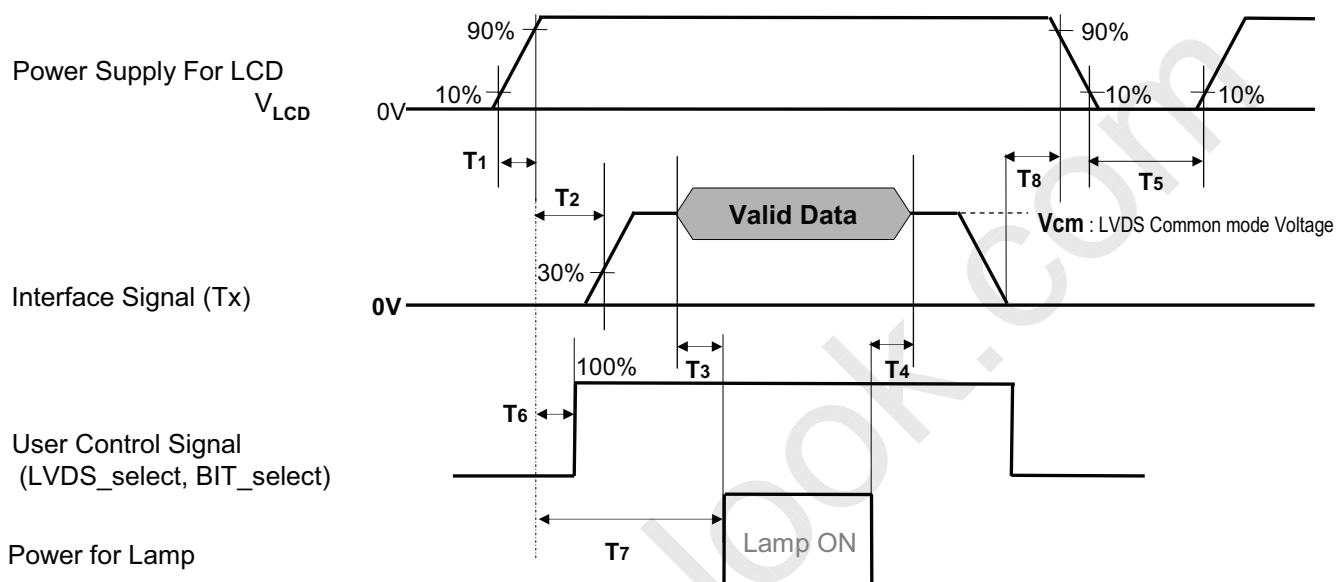 90%
90%
Power Supply For LCD
VLCD
10%
10%
10%
0V
T1
T2
T8
T5
Valid Data
Vcm : LVDS Common mode Voltage
30%
Interface Signal (Tx)
0V
T3
T4
100%
T6
User Control Signal
(LVDS_select, BIT_select)
T7
Lamp ON
Power for Lamp
look.com